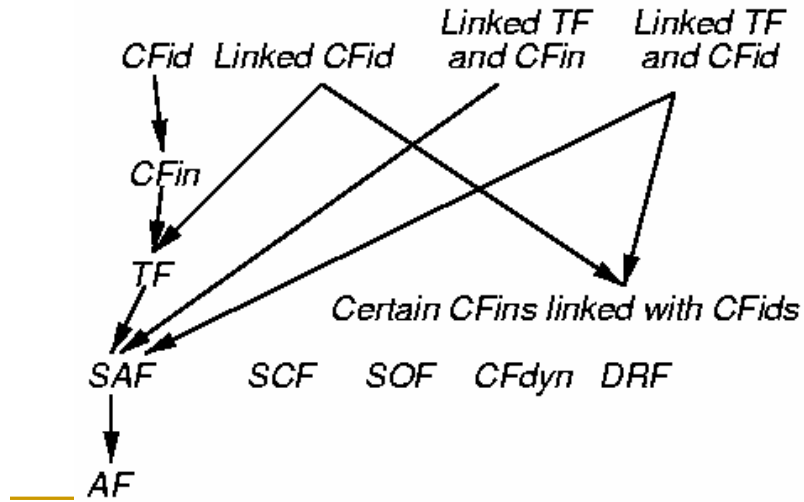 CFid Linked CFid Linked TF and CFin Linked TF and CFid
CFin
TF
Certain CFins linked with CFids
SAF SCF SOF CFdyn DRF
AF